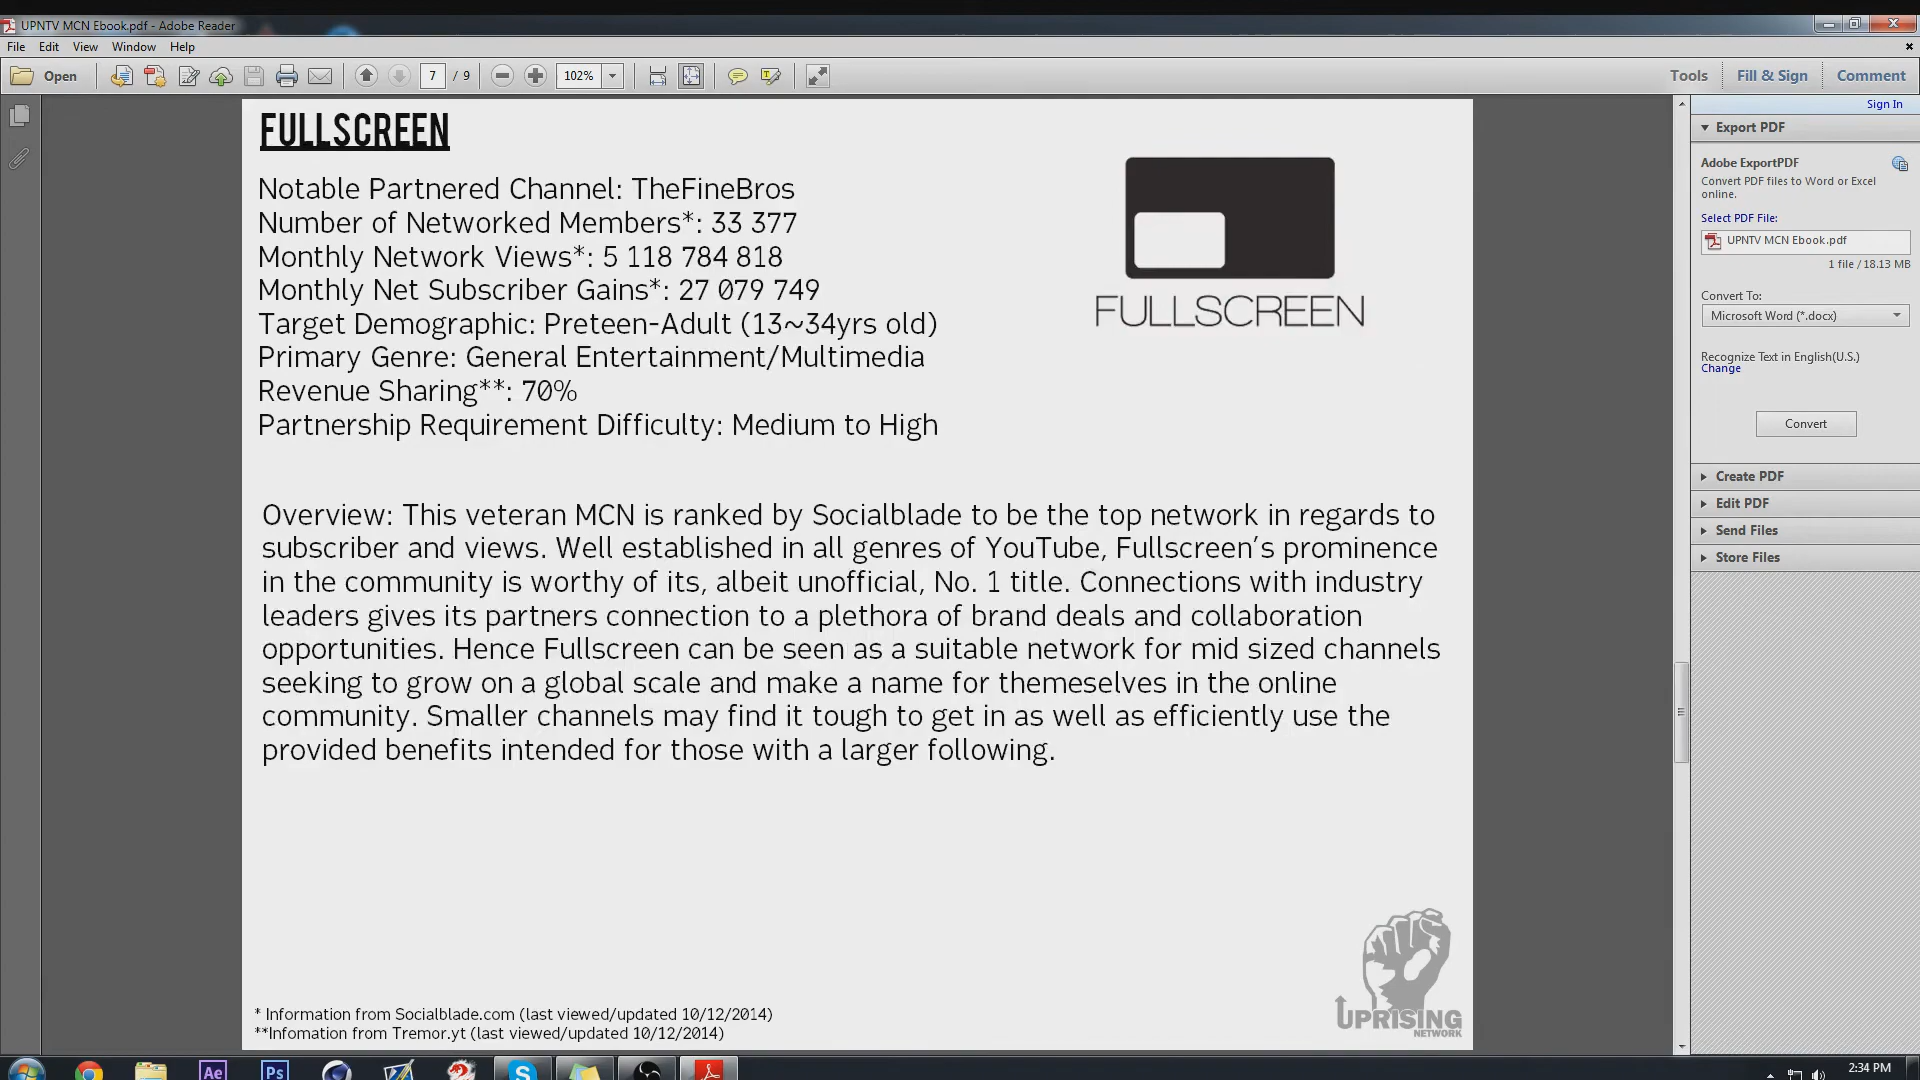 UPNTV MCN Ebook.pdf - Adobe Reader
File Edit View Window Help
Open 7 / 9 102% Tools Fill & Sign Comment
Sign In
Export PDF
Adobe ExportPDF
Convert PDF files to Word or Excel
online.
Select PDF File:
UPNTV MCN Ebook.pdf
1 file / 18.13 MB
Convert To:
Microsoft Word (*.docx)
Recognize Text in English(U.S.)
Change
Convert
Create PDF
Edit PDF
Send Files
Store Files
FULLSCREEN
Notable Partnered Channel: TheFineBros
Number of Networked Members*: 33 377
Monthly Network Views*: 5 118 784 818
Monthly Net Subscriber Gains*: 27 079 749
Target Demographic: Preteen-Adult (13~34yrs old)
Primary Genre: General Entertainment/Multimedia
Revenue Sharing**: 70%
Partnership Requirement Difficulty: Medium to High
FULLSCREEN
Overview: This veteran MCN is ranked by Socialblade to be the top network in regards to
subscriber and views. Well established in all genres of YouTube, Fullscreen's prominence
in the community is worthy of its, albeit unofficial, No. 1 title. Connections with industry
leaders gives its partners connection to a plethora of brand deals and collaboration
opportunities. Hence Fullscreen can be seen as a suitable network for mid sized channels
seeking to grow on a global scale and make a name for themeselves in the online
community. Smaller channels may find it tough to get in as well as efficiently use the
provided benefits intended for those with a larger following.
* Information from Socialblade.com (last viewed/updated 10/12/2014)
**Infomation from Tremor.yt (last viewed/updated 10/12/2014)
UPRISING
NETWORK
Ae Ps S
2:34 PM